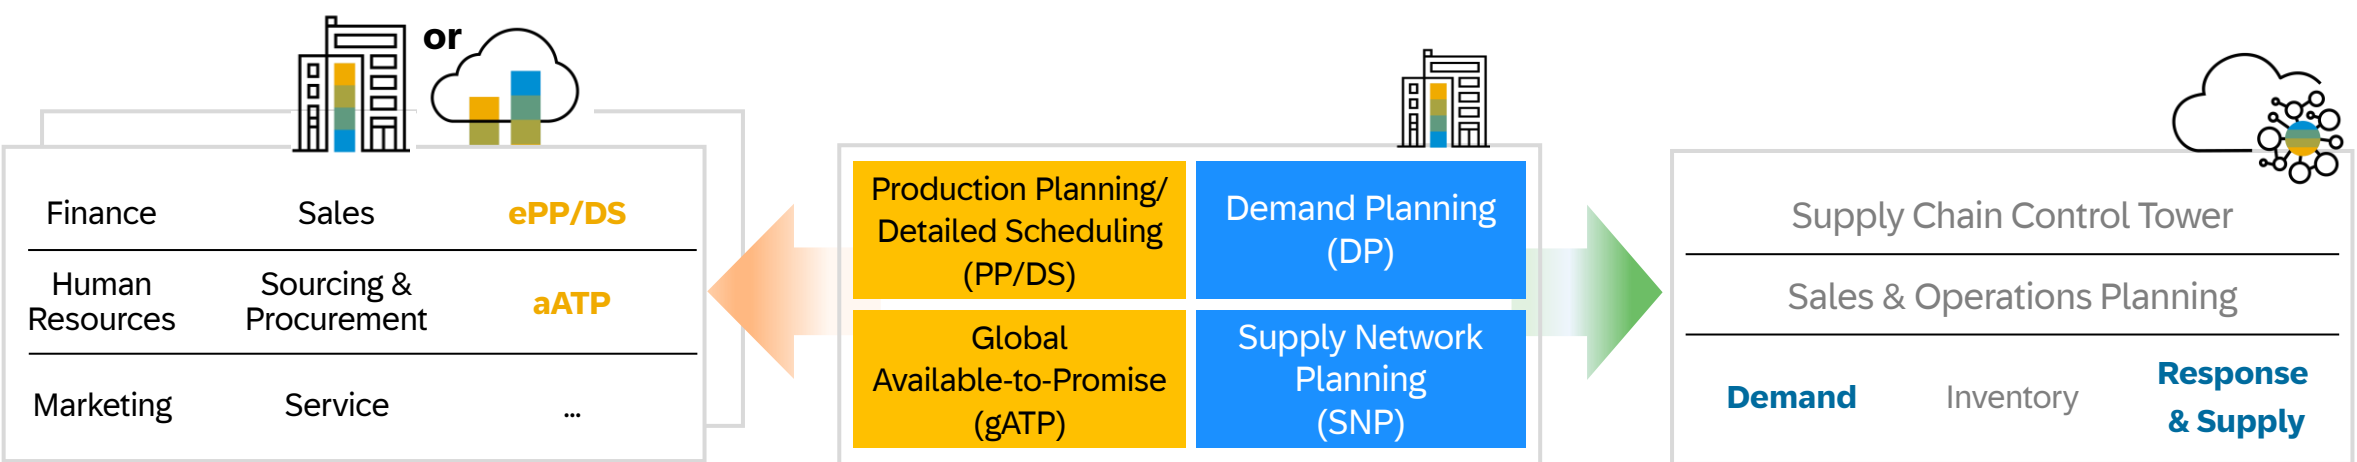 or
Finance
Sales
ePP/DS
Human
Resources
Sourcing &
Procurement
aATP
Marketing
Service
...
Production Planning/
Detailed Scheduling
(PP/DS)
Demand Planning
(DP)
Global
Available-to-Promise
(gATP)
Supply Network
Planning
(SNP)
Supply Chain Control Tower
Sales & Operations Planning
Demand
Inventory
Response
& Supply